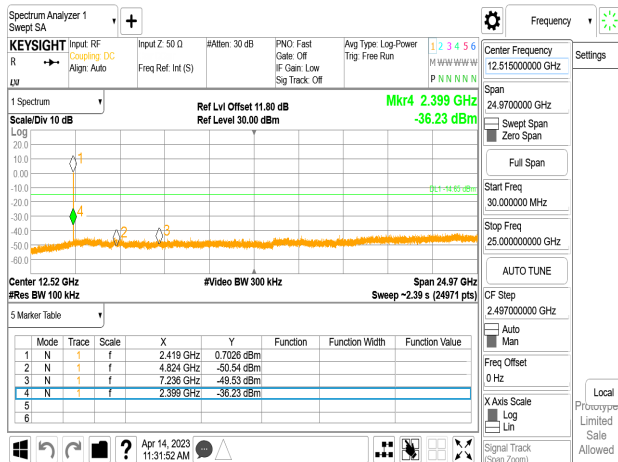 Spectrum Analyzer 1
Swept SA
Frequency
KEYSIGHT
Input: RF
Coupling: DC
Align: Auto
R
LXI
Input Z: 50 Ω
Freq Ref: Int (S)
#Atten: 30 dB
PNO: Fast
Gate: Off
IF Gain: Low
Sig Track: Off
Avg Type: Log-Power
Trig: Free Run
1 2 3 4 5 6
M W W W W W
P N N N N N
Center Frequency
12.515000000 GHz
Settings
Span
24.9700000 GHz
Swept Span
Zero Span
Full Span
Start Freq
30.000000 MHz
Stop Freq
25.000000000 GHz
AUTO TUNE
CF Step
2.497000000 GHz
Auto
Man
Freq Offset
0 Hz
X Axis Scale
Log
Lin
Signal Track
(Span Zoom)
Local
Prototype
Limited
Sale
Allowed
1 Spectrum
Scale/Div 10 dB
Ref Lvl Offset 11.80 dB
Ref Level 30.00 dBm
Mkr4 2.399 GHz
-36.23 dBm
Log
20.0
10.0
0.00
-10.0
-20.0
-30.0
-40.0
-50.0
-60.0
1
4
2
3
Center 12.52 GHz
#Res BW 100 kHz
#Video BW 300 kHz
Span 24.97 GHz
Sweep ~2.39 s (24971 pts)
5 Marker Table
Mode Trace Scale X Y Function Function Width Function Value
1 N 1 f 2.419 GHz 0.7026 dBm
2 N 1 f 4.824 GHz -50.54 dBm
3 N 1 f 7.236 GHz -49.53 dBm
4 N 1 f 2.399 GHz -36.23 dBm
5
6
?
Apr 14, 2023
11:31:52 AM